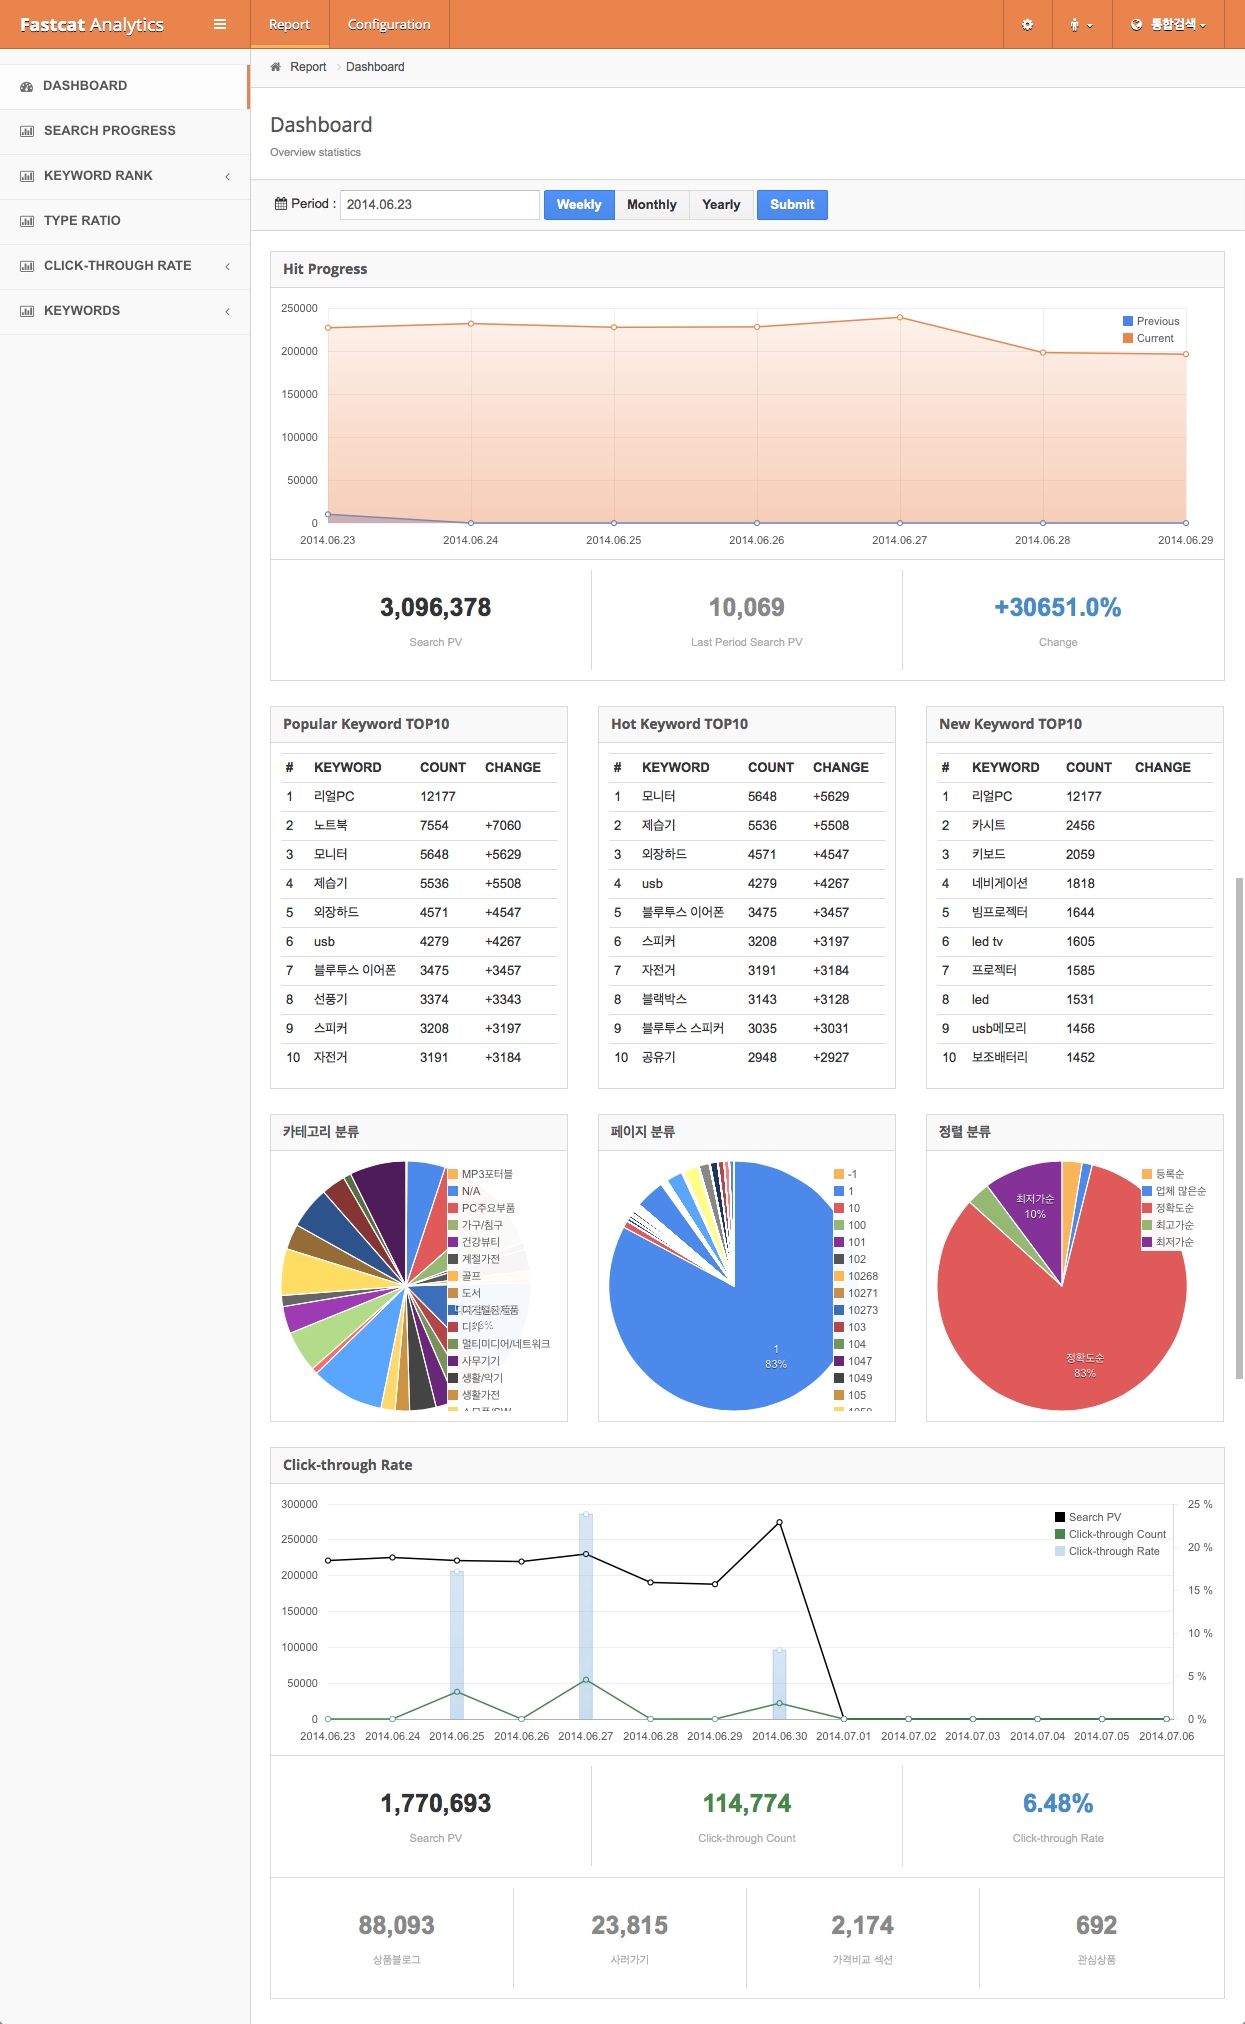 Fastcat Analytics
Report
Configuration
통합검색
Report
Dashboard
DASHBOARD
SEARCH PROGRESS
KEYWORD RANK
TYPE RATIO
CLICK-THROUGH RATE
KEYWORDS
Dashboard
Overview statistics
Period : 2014.06.23 Weekly Monthly Yearly Submit
Hit Progress
250000
200000
150000
100000
50000
0
Previous
Current
2014.06.23 2014.06.24 2014.06.25 2014.06.26 2014.06.27 2014.06.28 2014.06.29
3,096,378 10,069 +30651.0%
Search PV Last Period Search PV Change
Popular Keyword TOP10
# KEYWORD COUNT CHANGE
1 리얼PC 12177
2 노트북 7554 +7060
3 모니터 5648 +5629
4 제습기 5536 +5508
5 외장하드 4571 +4547
6 usb 4279 +4267
7 블루투스 이어폰 3475 +3457
8 선풍기 3374 +3343
9 스피커 3208 +3197
10 자전거 3191 +3184
Hot Keyword TOP10
# KEYWORD COUNT CHANGE
1 모니터 5648 +5629
2 제습기 5536 +5508
3 외장하드 4571 +4547
4 usb 4279 +4267
5 블루투스 이어폰 3475 +3457
6 스피커 3208 +3197
7 자전거 3191 +3184
8 블랙박스 3143 +3128
9 블루투스 스피커 3035 +3031
10 공유기 2948 +2927
New Keyword TOP10
# KEYWORD COUNT CHANGE
1 리얼PC 12177
2 카시트 2456
3 키보드 2059
4 네비게이션 1818
5 빔프로젝터 1644
6 led tv 1605
7 프로젝터 1585
8 led 1531
9 usb메모리 1456
10 보조배터리 1452
카테고리 분류
MP3포터블
N/A
PC주요부품
가구/침구
건강뷰티
계절가전
골프
도서
멀티미디어/네트워크
사무기기
생활/악기
생활가전
페이지 분류
1
83%
-1
1
10
100
101
102
10268
10271
10273
103
104
1047
1049
105
정렬 분류
최저가순
10%
정확도순
83%
등록순
업체 많은순
정확도순
최고가순
최저가순
Click-through Rate
300000
250000
200000
150000
100000
50000
0
Search PV
Click-through Count
Click-through Rate
25 %
20 %
15 %
10 %
5 %
0 %
2014.06.23 2014.06.24 2014.06.25 2014.06.26 2014.06.27 2014.06.28 2014.06.29 2014.06.30 2014.07.01 2014.07.02 2014.07.03 2014.07.04 2014.07.05 2014.07.06
1,770,693 114,774 6.48%
Search PV Click-through Count Click-through Rate
88,093 23,815 2,174 692
상품블로그 사러가기 가격비교 섹션 관심상품